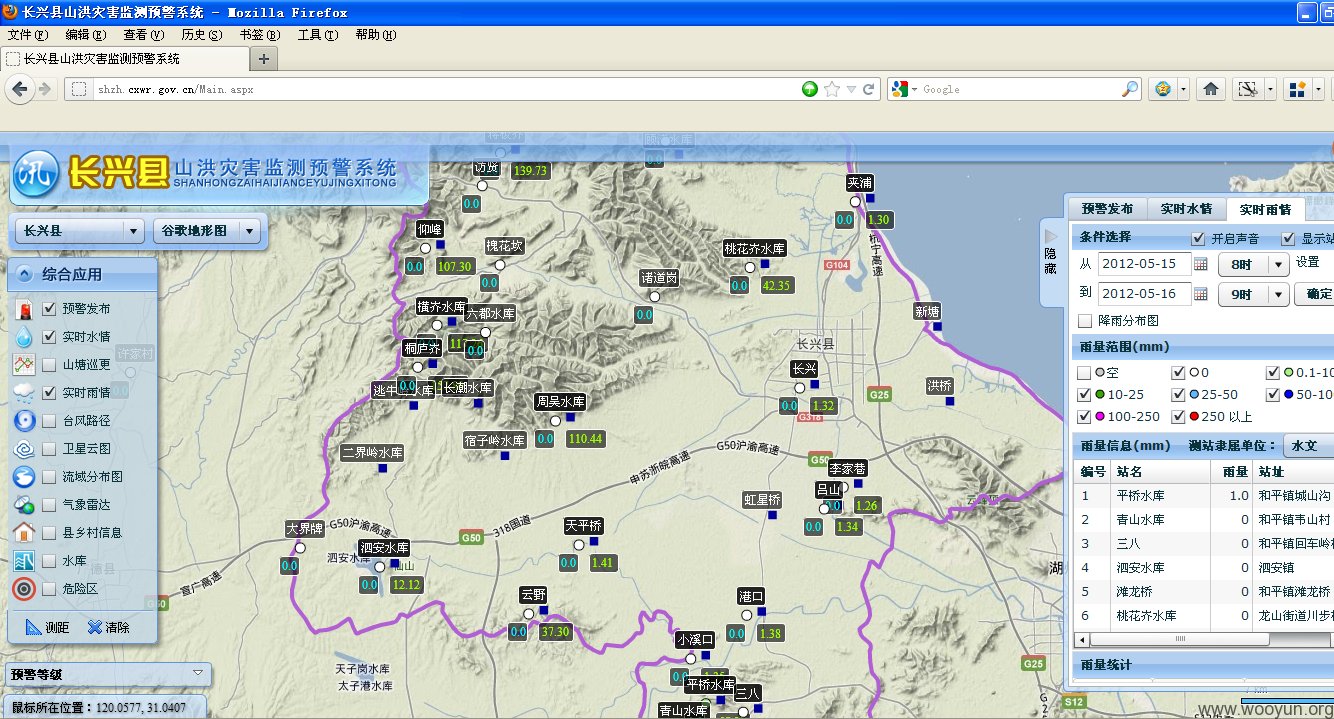 长兴县山洪灾害监测预警系统 - Mozilla Firefox
文件(F) 编辑(E) 查看(V) 历史(S) 书签(B) 工具(T) 帮助(H)
长兴县山洪灾害监测预警系统
shzh.cxwr.gov.cn/Main.aspx
Google
汛 长兴县 山洪灾害监测预警系统
SHANHONGZAIHAIJIANCEYUJINGXITONG
长兴县 谷歌地形图
综合应用
预警发布
实时水情
山塘巡更
实时雨情
台风路径
卫星云图
流域分布图
气象雷达
县乡村信息
水库
危险区
测距 清除
预警等级
鼠标所在位置：120.0577, 31.0407
许家村
0.0
访贤
139.73
0.0
0.0
夹浦
0.0 1.30
仰峰
0.0 107.30
槐花坎
0.0
桃花岕水库
0.0 42.35
诸道岗
0.0
G104
杭宁高速
新塘
横岕水库
六都水库
0.0
桐庐岕
0.0
长潮水库
长兴县
长兴
0.0 1.32
G318
G25
洪桥
周吴水库
0.0 110.44
宿子岭水库
二界岭水库
G50沪渝高速
申苏浙皖高速
G50
李家巷
1.26
吕山
0.0
0.0 1.34
虹星桥
大界牌
0.0
G50沪渝高速
G50
318国道
天平桥
0.0 1.41
泗安水库
泗安水库
0.0 12.12
宣广高速
G50
云野
0.0 37.30
港口
0.0 1.38
小溪口
0.0
平桥水库
三八
青山水库
天子岗水库
太子港水库
G25
S12
隐藏
预警发布 实时水情 实时雨情
条件选择 开启声音 显示站
从 2012-05-15 8时 设置
到 2012-05-16 9时 确定
降雨分布图
雨量范围(mm)
空 0 0.1-10
10-25 25-50 50-10
100-250 250 以上
雨量信息(mm) 测站隶属单位： 水文
编号 站名 雨量 站址
1 平桥水库 1.0 和平镇城山沟
2 青山水库 0 和平镇韦山村
3 三八 0 和平镇回车岭
4 泗安水库 0 泗安镇
5 滩龙桥 0 和平镇滩龙桥
6 桃花岕水库 0 龙山街道川步
雨量统计
www.wooyun.org